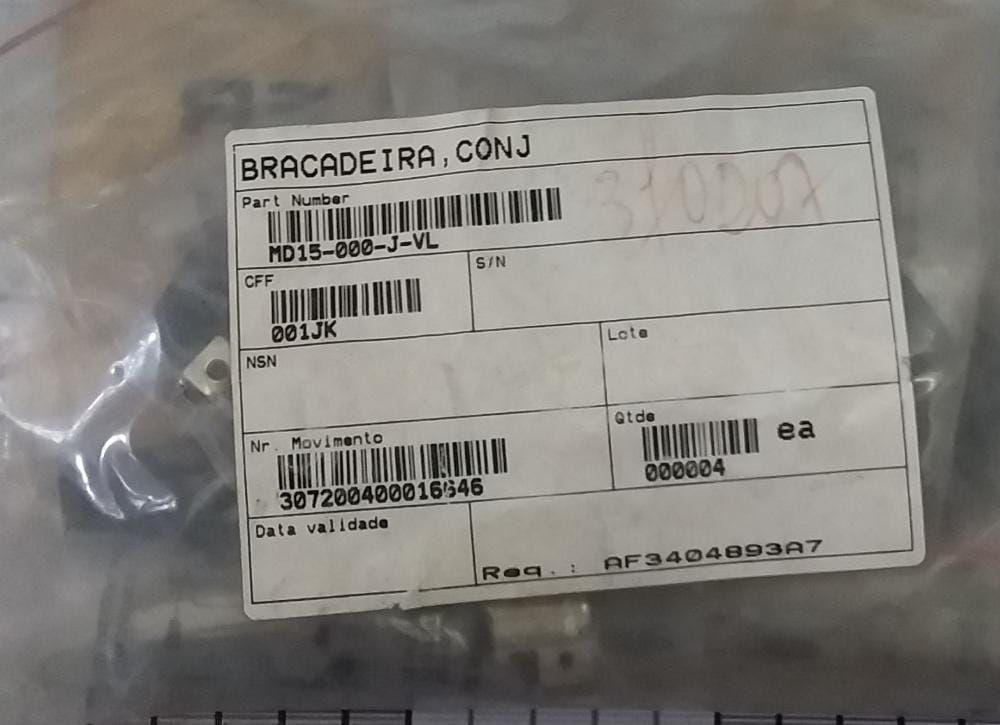 BRACADEIRA,CONJ
Part Number
MD15-000-J-VL
CFF
001JK
S/N
NSN
Lote
Nr. Movimento
307200400016646
Qtde
000004
ea
Data validade
Req.: AF3404893A7